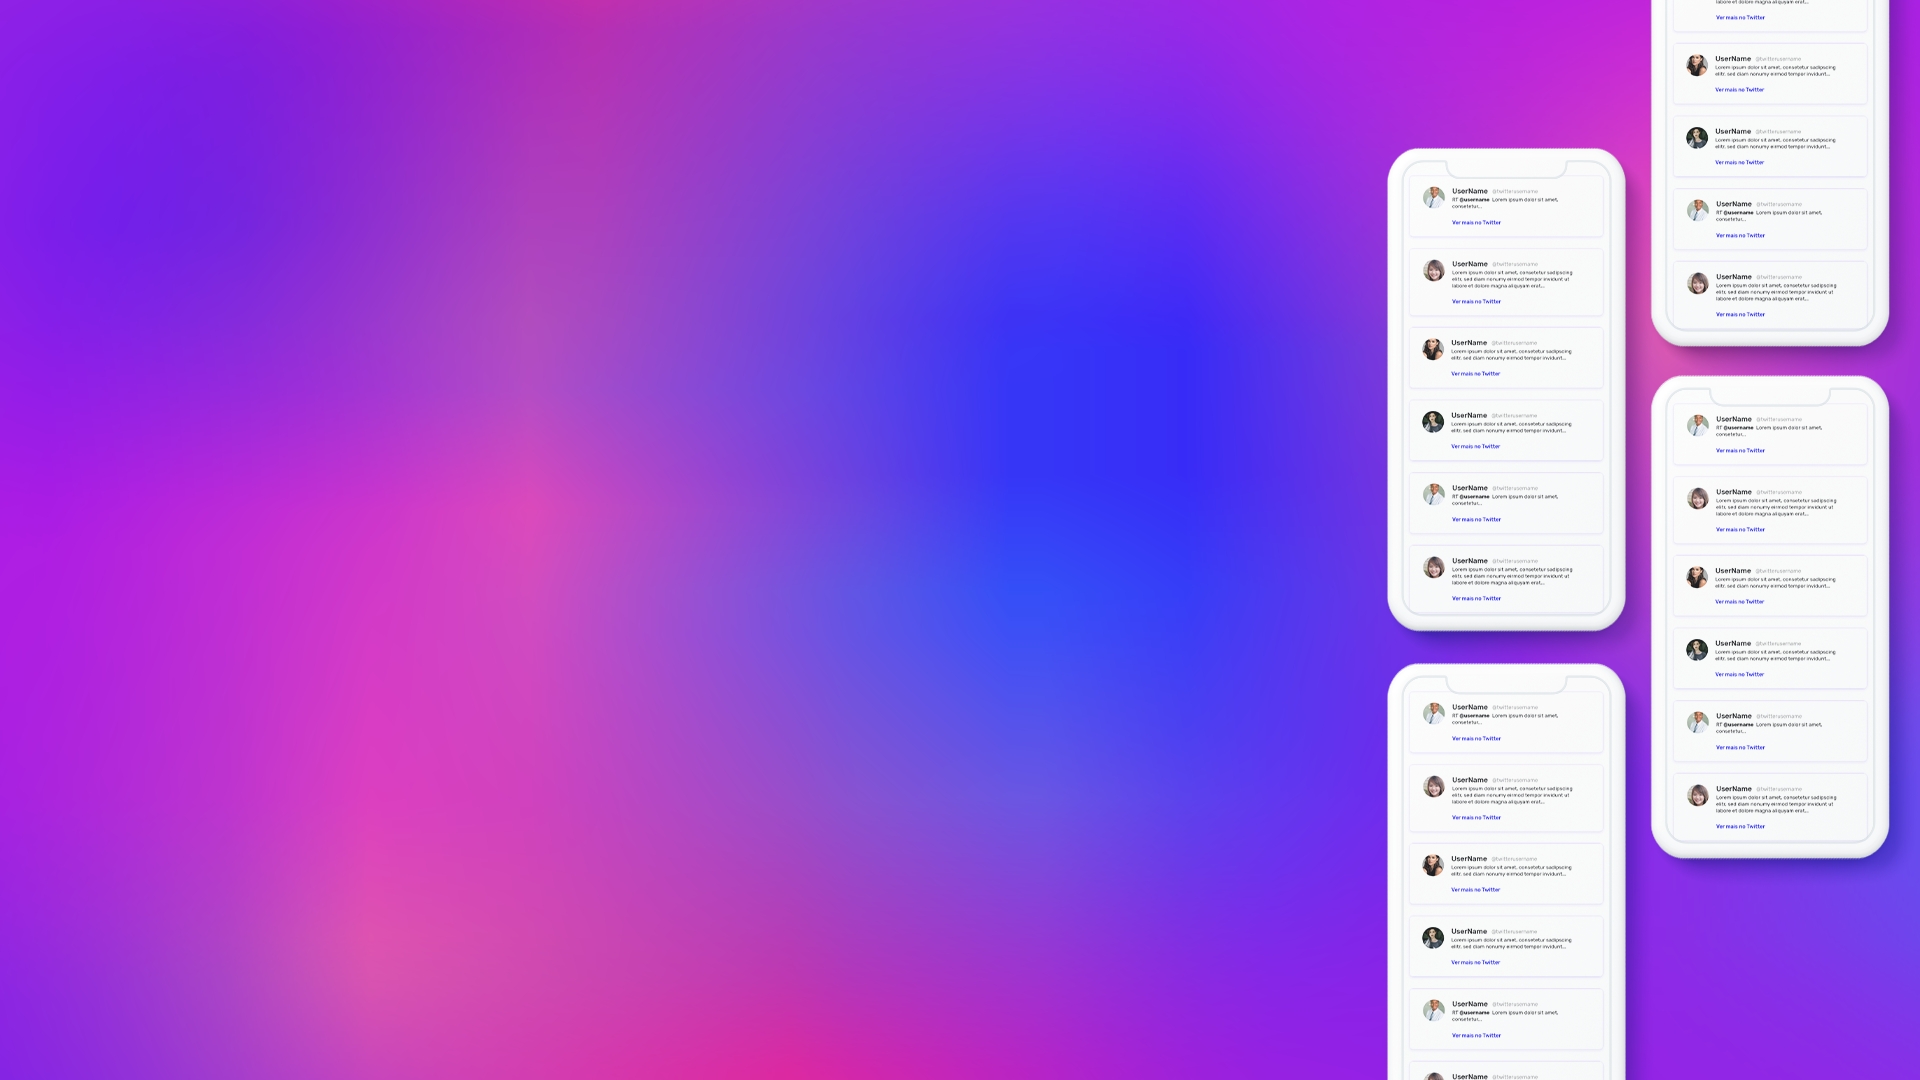 labore et dolore magna aliquyam erat...
Ver mais no Twitter
UserName @twitterusername
Lorem ipsum dolor sit amet, consetetur sadipscing
elitr, sed diam nonumy eirmod tempor invidunt...
Ver mais no Twitter
UserName @twitterusername
Lorem ipsum dolor sit amet, consetetur sadipscing
elitr, sed diam nonumy eirmod tempor invidunt...
Ver mais no Twitter
UserName @twitterusername
RT @username Lorem ipsum dolor sit amet,
consetetur...
Ver mais no Twitter
UserName @twitterusername
Lorem ipsum dolor sit amet, consetetur sadipscing
elitr, sed diam nonumy eirmod tempor invidunt ut
labore et dolore magna aliquyam erat...
Ver mais no Twitter
UserName @twitterusername
RT @username Lorem ipsum dolor sit amet,
consetetur...
Ver mais no Twitter
UserName @twitterusername
Lorem ipsum dolor sit amet, consetetur sadipscing
elitr, sed diam nonumy eirmod tempor invidunt ut
labore et dolore magna aliquyam erat...
Ver mais no Twitter
UserName @twitterusername
Lorem ipsum dolor sit amet, consetetur sadipscing
elitr, sed diam nonumy eirmod tempor invidunt...
Ver mais no Twitter
UserName @twitterusername
Lorem ipsum dolor sit amet, consetetur sadipscing
elitr, sed diam nonumy eirmod tempor invidunt...
Ver mais no Twitter
UserName @twitterusername
RT @username Lorem ipsum dolor sit amet,
consetetur...
Ver mais no Twitter
UserName @twitterusername
Lorem ipsum dolor sit amet, consetetur sadipscing
elitr, sed diam nonumy eirmod tempor invidunt ut
labore et dolore magna aliquyam erat...
Ver mais no Twitter
UserName @twitterusername
RT @username Lorem ipsum dolor sit amet,
consetetur...
Ver mais no Twitter
UserName @twitterusername
Lorem ipsum dolor sit amet, consetetur sadipscing
elitr, sed diam nonumy eirmod tempor invidunt ut
labore et dolore magna aliquyam erat...
Ver mais no Twitter
UserName @twitterusername
Lorem ipsum dolor sit amet, consetetur sadipscing
elitr, sed diam nonumy eirmod tempor invidunt...
Ver mais no Twitter
UserName @twitterusername
Lorem ipsum dolor sit amet, consetetur sadipscing
elitr, sed diam nonumy eirmod tempor invidunt...
Ver mais no Twitter
UserName @twitterusername
RT @username Lorem ipsum dolor sit amet,
consetetur...
Ver mais no Twitter
UserName @twitterusername
Lorem ipsum dolor sit amet, consetetur sadipscing
elitr, sed diam nonumy eirmod tempor invidunt ut
labore et dolore magna aliquyam erat...
Ver mais no Twitter
UserName @twitterusername
RT @username Lorem ipsum dolor sit amet,
consetetur...
Ver mais no Twitter
UserName @twitterusername
Lorem ipsum dolor sit amet, consetetur sadipscing
elitr, sed diam nonumy eirmod tempor invidunt ut
labore et dolore magna aliquyam erat...
Ver mais no Twitter
UserName @twitterusername
Lorem ipsum dolor sit amet, consetetur sadipscing
elitr, sed diam nonumy eirmod tempor invidunt...
Ver mais no Twitter
UserName @twitterusername
Lorem ipsum dolor sit amet, consetetur sadipscing
elitr, sed diam nonumy eirmod tempor invidunt...
Ver mais no Twitter
UserName @twitterusername
RT @username Lorem ipsum dolor sit amet,
consetetur...
Ver mais no Twitter
UserName @twitterusername